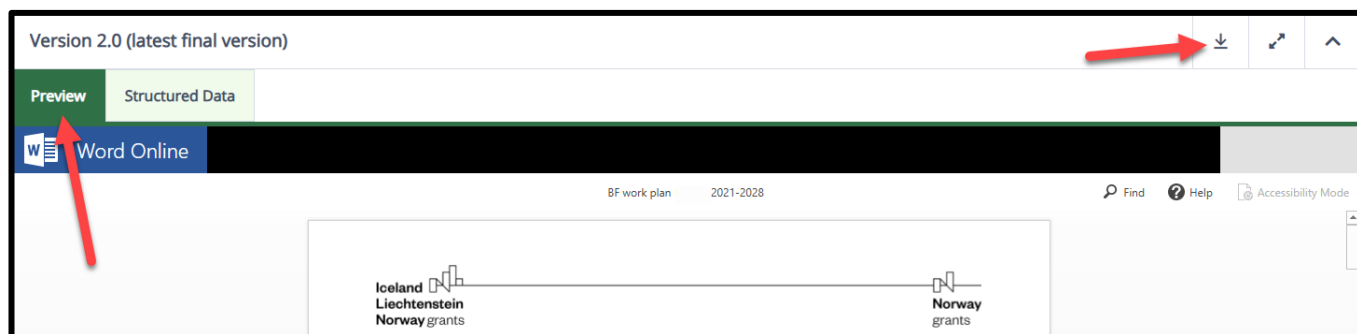 Version 2.0 (latest final version)
Preview Structured Data
W Word Online
BF work plan 2021-2028 Find ? Help Accessibility Mode
Iceland
Liechtenstein Norway
Norway grants grants